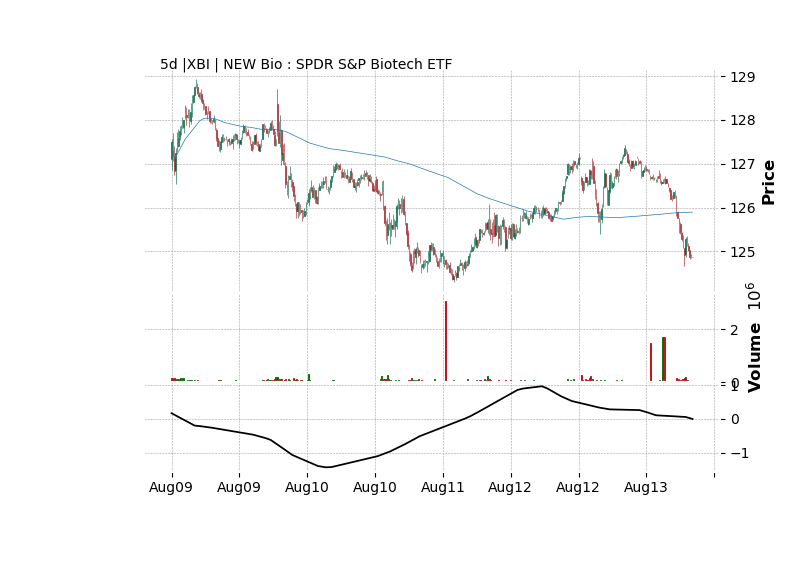 5d |XBI | NEW Bio : SPDR S&P Biotech ETF
129
128
127
126
125
Price
10^6
2
0
Volume
1
0
−1
Aug09 Aug09 Aug10 Aug10 Aug11 Aug12 Aug12 Aug13